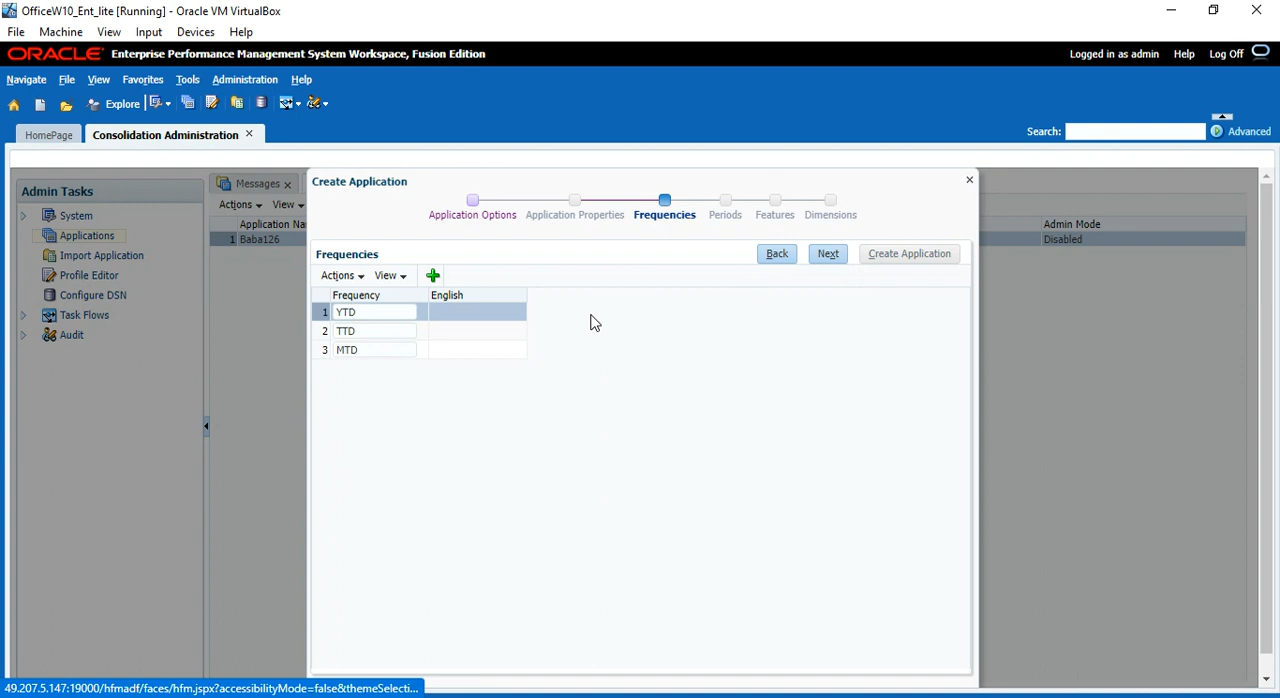 OfficeW10_Ent_lite [Running] - Oracle VM VirtualBox
File Machine View Input Devices Help
ORACLE Enterprise Performance Management System Workspace, Fusion Edition Logged in as admin Help Log Off
Navigate File View Favorites Tools Administration Help
Explore
HomePage Consolidation Administration Search: Advanced
Admin Tasks
System
Applications
Import Application
Profile Editor
Configure DSN
Task Flows
Audit
Messages
Actions View
Application Na
1 Baba126
Create Application
Application Options Application Properties Frequencies Periods Features Dimensions
Frequencies Back Next Create Application
Actions View
Frequency English
1 YTD
2 TTD
3 MTD
Admin Mode
Disabled
49.207.5.147:19000/hfmadf/faces/hfm.jspx?accessibilityMode=false&themeSelecti...